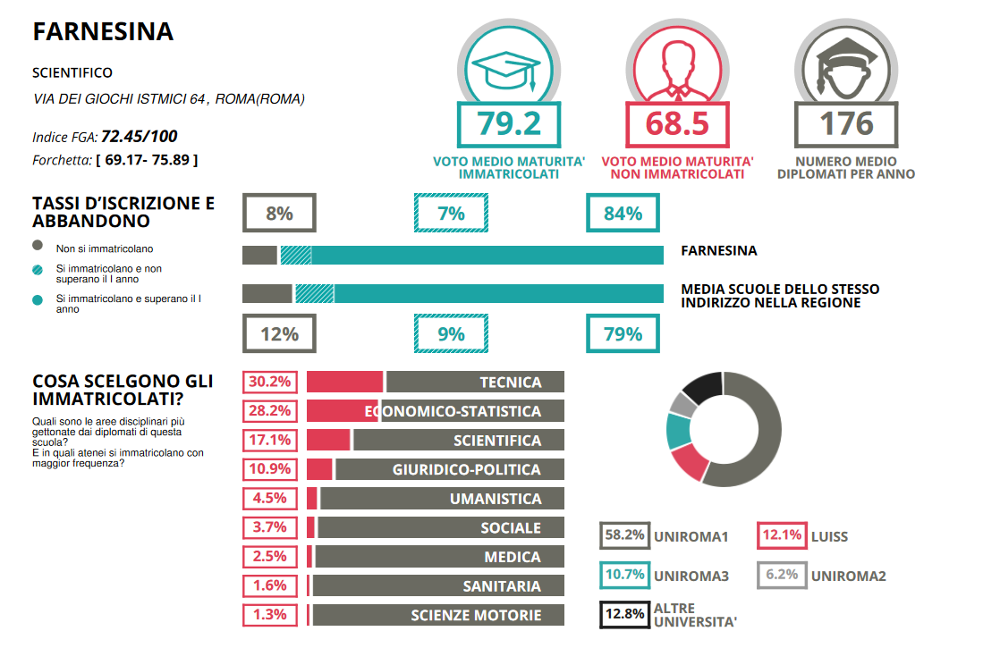 FARNESINA
SCIENTIFICO
VIA DEI GIOCHI ISTMICI 64 , ROMA(ROMA)
Indice FGA: 72.45/100
Forchetta: [ 69.17- 75.89 ]
79.2
VOTO MEDIO MATURITA'
IMMATRICOLATI
68.5
VOTO MEDIO MATURITA'
NON IMMATRICOLATI
176
NUMERO MEDIO
DIPLOMATI PER ANNO
TASSI D’ISCRIZIONE E
ABBANDONO
Non si immatricolano
Si immatricolano e non
superano il I anno
Si immatricolano e superano il I
anno
8%
7%
84%
FARNESINA
MEDIA SCUOLE DELLO STESSO
INDIRIZZO NELLA REGIONE
12%
9%
79%
COSA SCELGONO GLI
IMMATRICOLATI?
Quali sono le aree disciplinari più
gettonate dai diplomati di questa
scuola?
E in quali atenei si immatricolano con
maggior frequenza?
30.2% TECNICA
28.2% ECONOMICO-STATISTICA
17.1% SCIENTIFICA
10.9% GIURIDICO-POLITICA
4.5% UMANISTICA
3.7% SOCIALE
2.5% MEDICA
1.6% SANITARIA
1.3% SCIENZE MOTORIE
58.2% UNIROMA1
12.1% LUISS
10.7% UNIROMA3
6.2% UNIROMA2
12.8% ALTRE
UNIVERSITA'